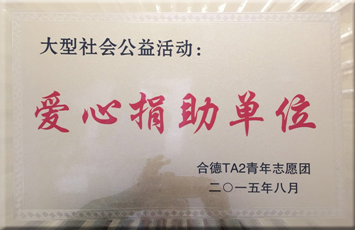 大型社会公益活动：
爱心捐助单位
合德TA2青年志愿团
二〇一五年八月